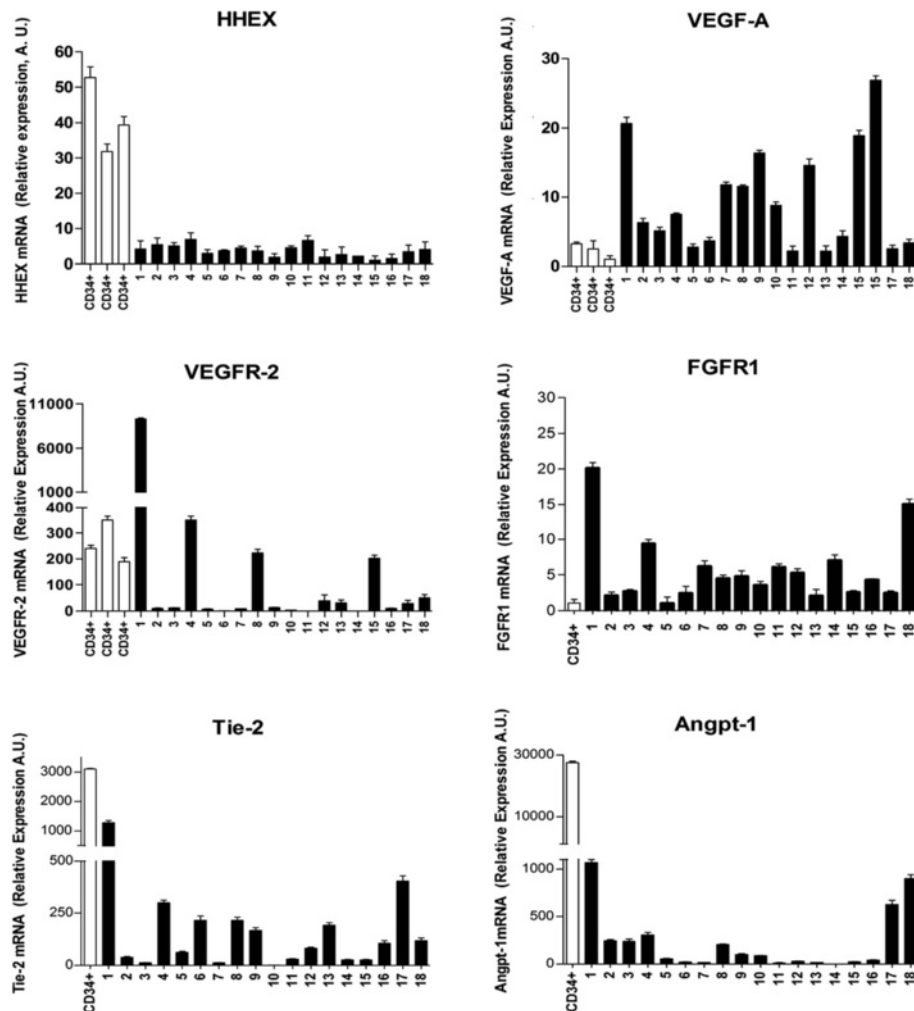 HHEX
HHEX mRNA (Relative expression, A. U.)
60
50
40
30
20
10
0
CD34+ CD34+ CD34+ 1 2 3 4 5 6 7 8 9 10 11 12 13 14 15 16 17 18
VEGF-A
VEGF-A mRNA (Relative Expression A.U.)
30
20
10
0
CD34+ CD34+ CD34+ 1 2 3 4 5 6 7 8 9 10 11 12 13 14 15 15 17 18
VEGFR-2
VEGFR-2 mRNA (Relative Expression A.U.)
11000
6000
1000
400
300
200
100
0
CD34+ CD34+ CD34+ 1 2 3 4 5 6 7 8 9 10 11 12 13 14 15 16 17 18
FGFR1
FGFR1 mRNA (Relative Expression A.U.)
30
25
20
15
10
5
0
CD34+ 1 2 3 4 5 6 7 8 9 10 11 12 13 14 15 16 17 18
Tie-2
Tie-2 mRNA (Relative Expression A.U.)
3000
2000
1000
500
250
0
CD34+ 1 2 3 4 5 6 7 8 9 10 11 12 13 14 15 16 17 18
Angpt-1
Angpt-1mRNA (Relative Expression A.U.)
30000
10000
1000
500
0
CD34+ 1 2 3 4 5 6 7 8 9 10 11 12 13 14 15 16 17 18